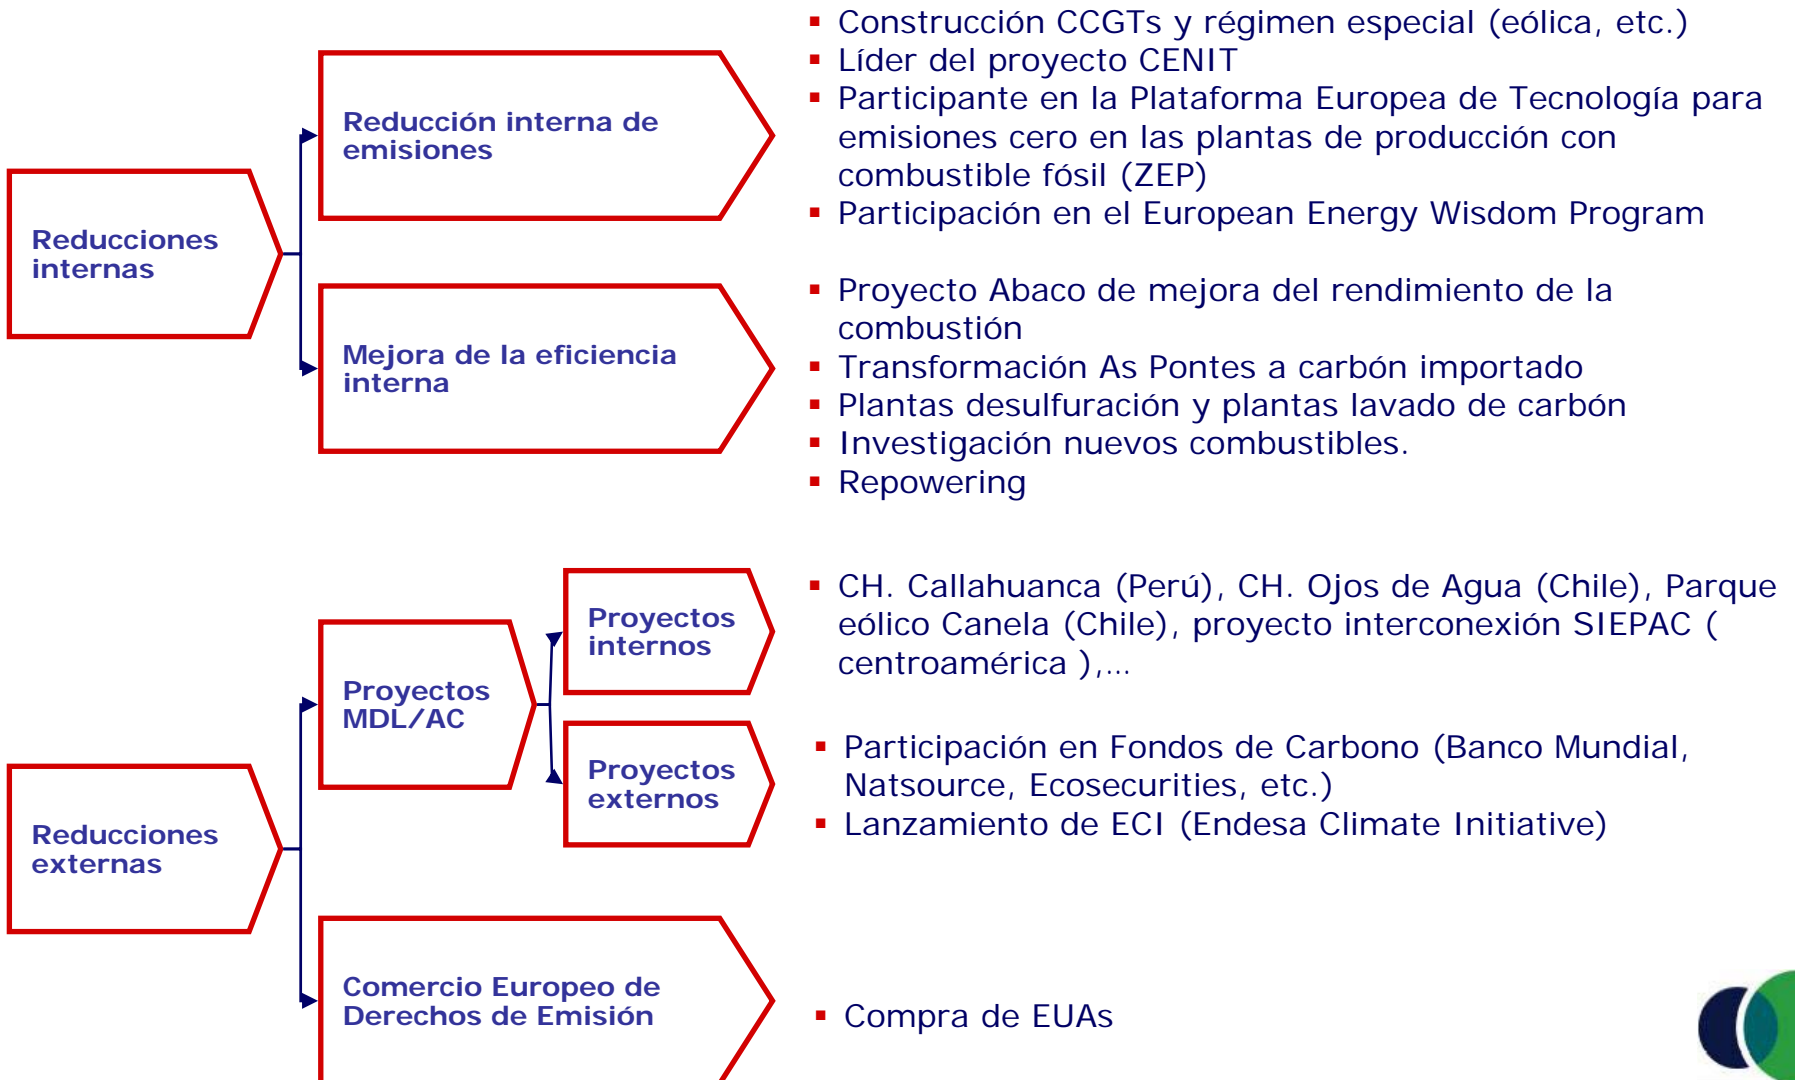 Reducciones
internas
Reducción interna de
emisiones
▪ Construcción CCGTs y régimen especial (eólica, etc.)
▪ Líder del proyecto CENIT
▪ Participante en la Plataforma Europea de Tecnología para
emisiones cero en las plantas de producción con
combustible fósil (ZEP)
▪ Participación en el European Energy Wisdom Program
Mejora de la eficiencia
interna
▪ Proyecto Abaco de mejora del rendimiento de la
combustión
▪ Transformación As Pontes a carbón importado
▪ Plantas desulfuración y plantas lavado de carbón
▪ Investigación nuevos combustibles.
▪ Repowering
Reducciones
externas
Proyectos
MDL/AC
Proyectos
internos
▪ CH. Callahuanca (Perú), CH. Ojos de Agua (Chile), Parque
eólico Canela (Chile), proyecto interconexión SIEPAC (
centroamérica ),…
Proyectos
externos
▪ Participación en Fondos de Carbono (Banco Mundial,
Natsource, Ecosecurities, etc.)
▪ Lanzamiento de ECI (Endesa Climate Initiative)
Comercio Europeo de
Derechos de Emisión
▪ Compra de EUAs